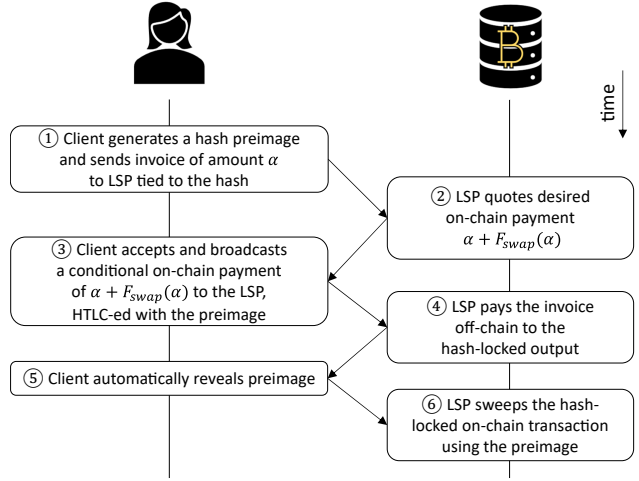 time
① Client generates a hash preimage
and sends invoice of amount α
to LSP tied to the hash
② LSP quotes desired
on-chain payment
α + F_swap(α)
③ Client accepts and broadcasts
a conditional on-chain payment
of α + F_swap(α) to the LSP,
HTLC-ed with the preimage
④ LSP pays the invoice
off-chain to the
hash-locked output
⑤ Client automatically reveals preimage
⑥ LSP sweeps the hash-
locked on-chain transaction
using the preimage